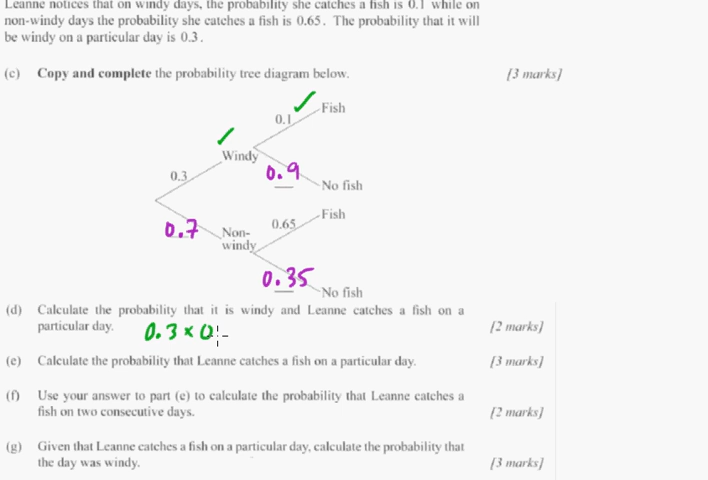 Leanne notices that on windy days, the probability she catches a fish is 0.1 while on
non-windy days the probability she catches a fish is 0.65. The probability that it will
be windy on a particular day is 0.3.
(c) Copy and complete the probability tree diagram below. [3 marks]
Fish
0.1
Windy
0.3
0.9
No fish
Fish
0.65
0.7
Non-
windy
0.35
No fish
(d) Calculate the probability that it is windy and Leanne catches a fish on a
particular day. 0.3 × 0 [2 marks]
(e) Calculate the probability that Leanne catches a fish on a particular day. [3 marks]
(f) Use your answer to part (e) to calculate the probability that Leanne catches a
fish on two consecutive days. [2 marks]
(g) Given that Leanne catches a fish on a particular day, calculate the probability that
the day was windy. [3 marks]